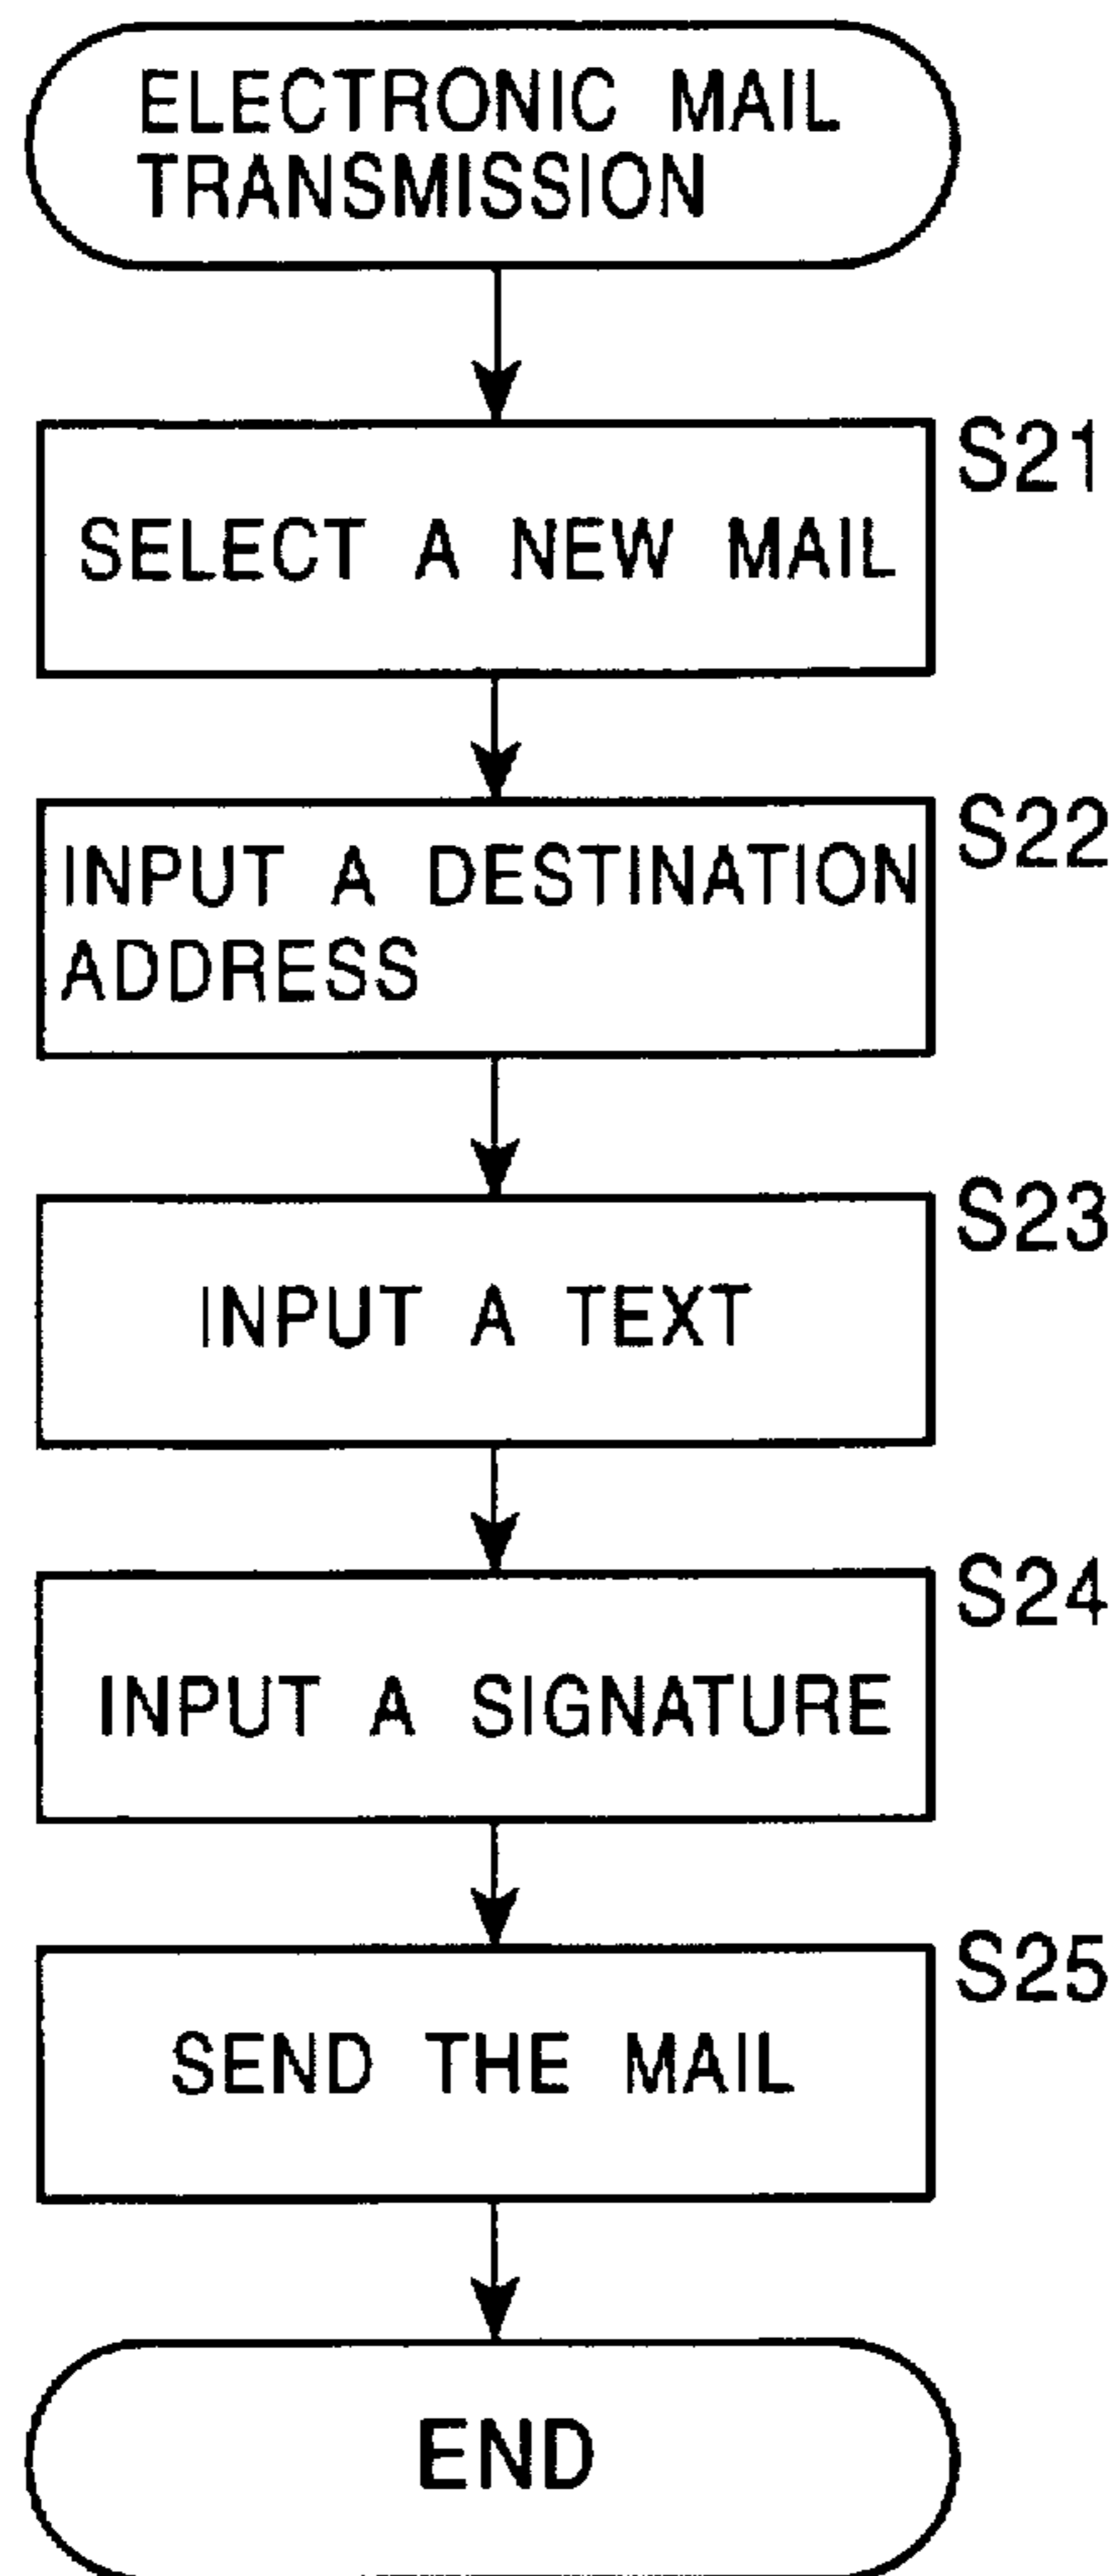 ELECTRONIC MAIL
TRANSMISSION
S21
SELECT A NEW MAIL
S22
INPUT A DESTINATION
ADDRESS
S23
INPUT A TEXT
S24
INPUT A SIGNATURE
S25
SEND THE MAIL
END